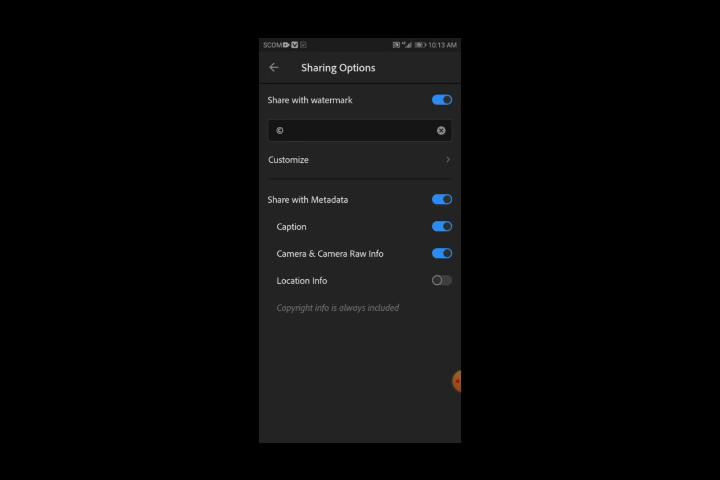 SCOM 10:13 AM
Sharing Options
Share with watermark
©
Customize
Share with Metadata
Caption
Camera & Camera Raw Info
Location Info
Copyright info is always included